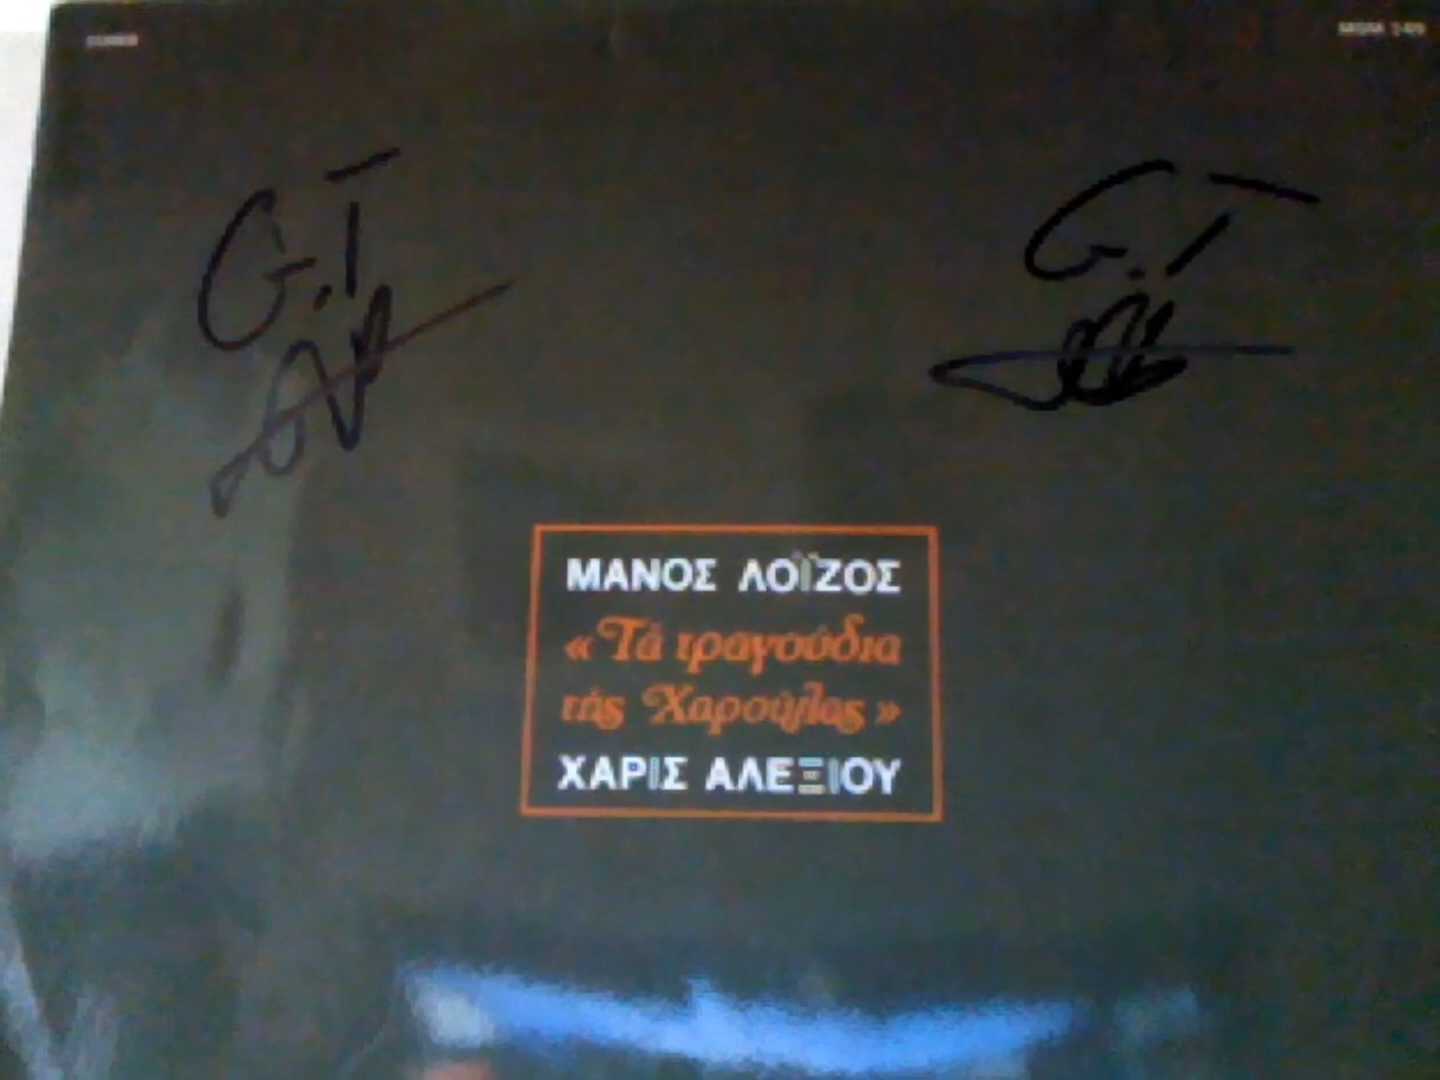 G.T
G.T
ΜΑΝΟΣ ΛΟΪΖΟΣ
«Τὰ τραγούδια
τῆς Χαρούλας»
ΧΑΡΙΣ ΑΛΕΞΙΟΥ